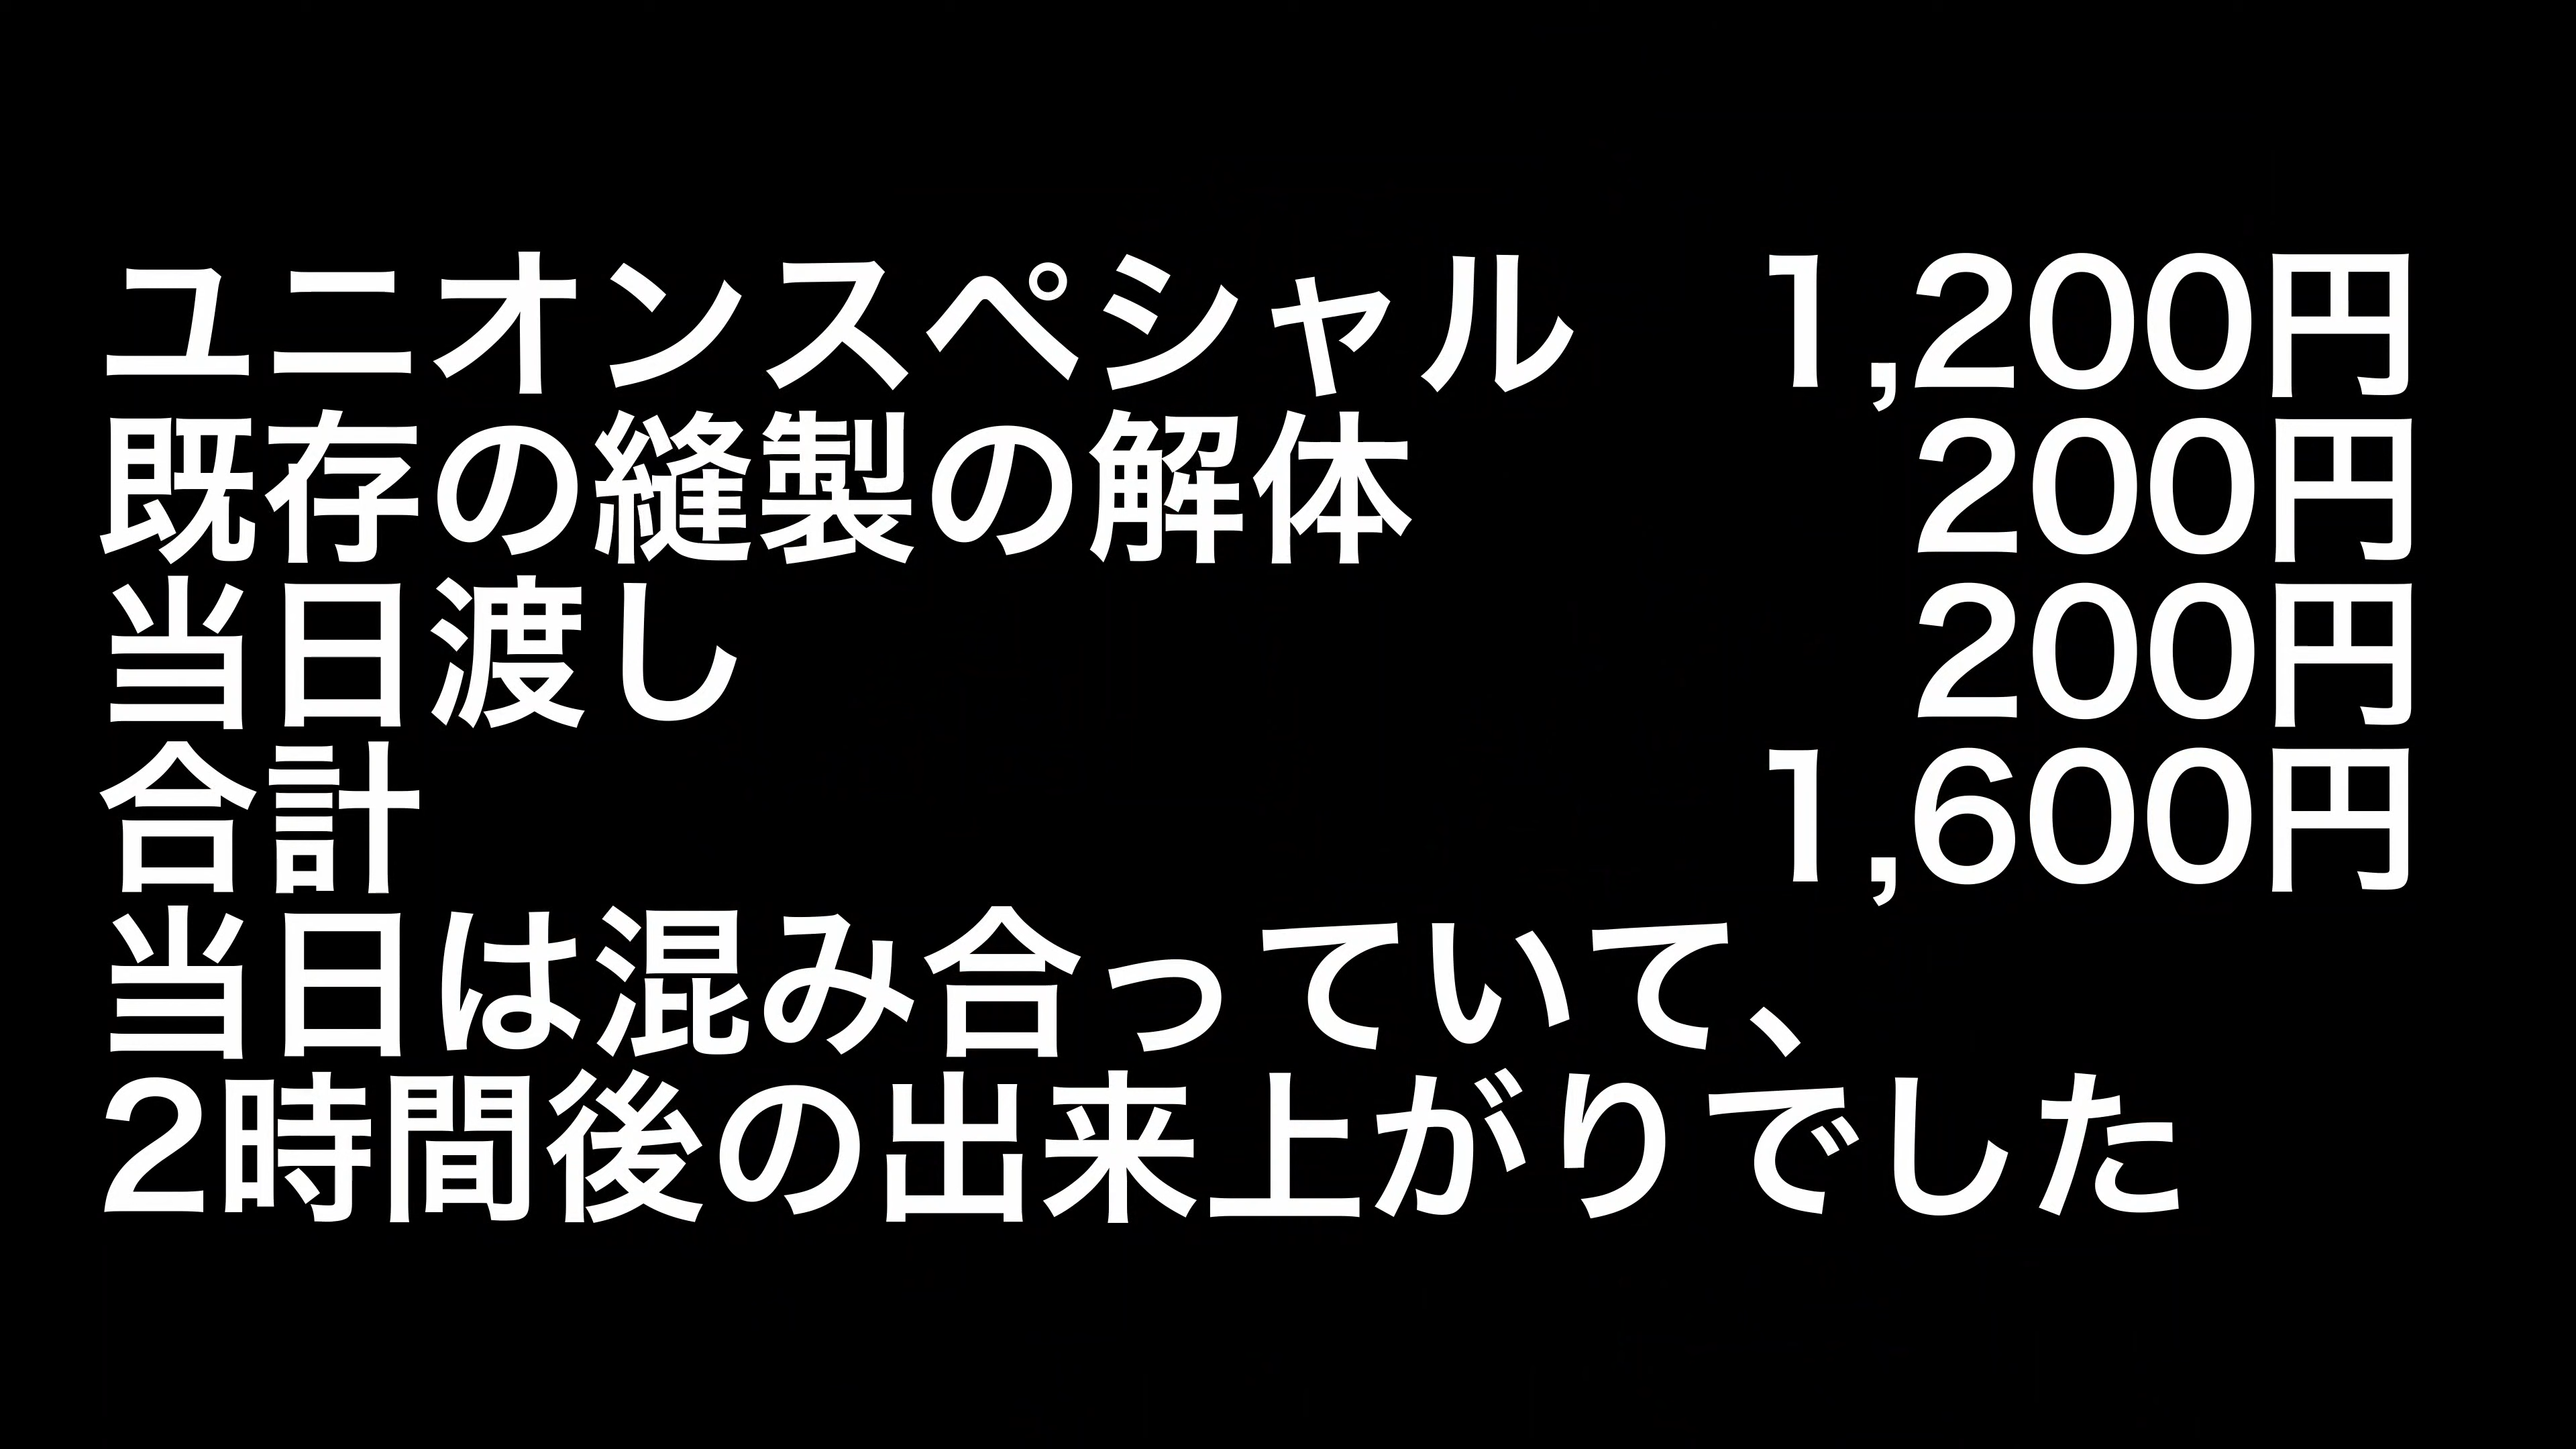 ユニオンスペシャル 1,200円
既存の縫製の解体 200円
当日渡し 200円
合計 1,600円
当日は混み合っていて、
2時間後の出来上がりでした